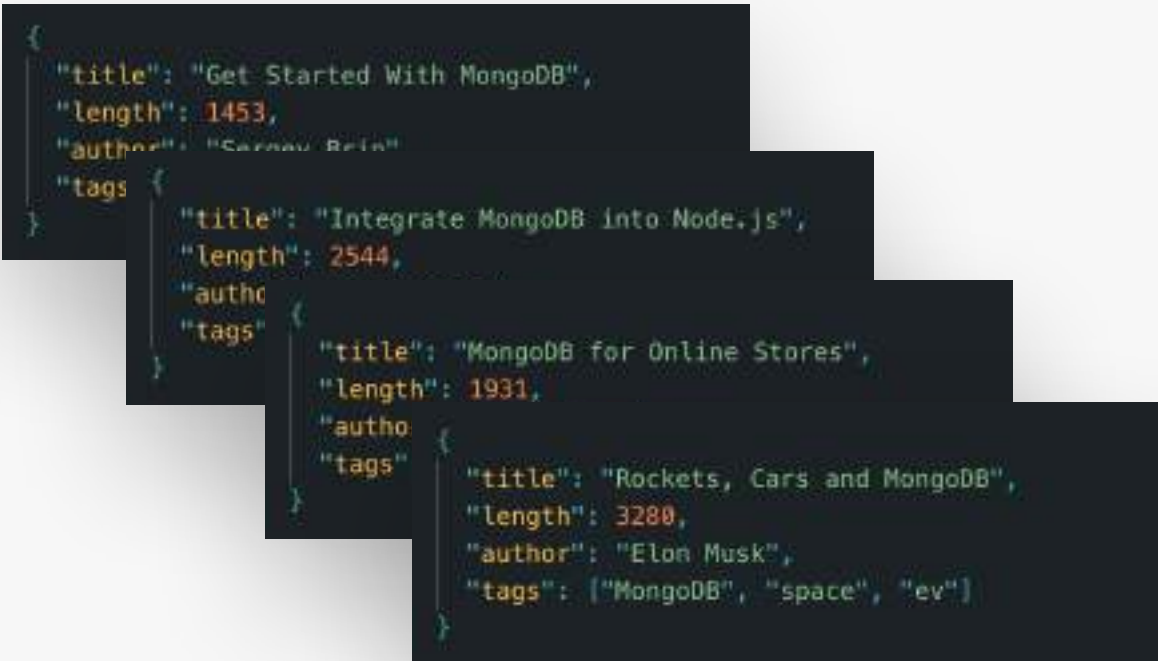 {
"title": "Get Started With MongoDB",
"length": 1453,
"author": "Sergey Brin"
"tags
}
{
"title": "Integrate MongoDB into Node.js",
"length": 2544,
"autho
"tags"
}
{
"title": "MongoDB for Online Stores",
"length": 1931,
"autho
"tags"
}
{
"title": "Rockets, Cars and MongoDB",
"length": 3280,
"author": "Elon Musk",
"tags": ["MongoDB", "space", "ev"]
}